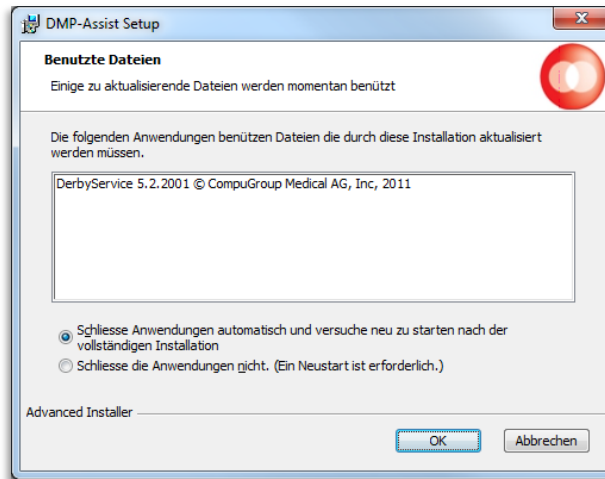 DMP-Assist Setup
Benutzte Dateien
Einige zu aktualisierende Dateien werden momentan benützt
Die folgenden Anwendungen benützen Dateien die durch diese Installation aktualisiert
werden müssen.
DerbyService 5.2.2001 © CompuGroup Medical AG, Inc, 2011
Schliesse Anwendungen automatisch und versuche neu zu starten nach der
vollständigen Installation
Schliesse die Anwendungen nicht. (Ein Neustart ist erforderlich.)
Advanced Installer
OK
Abbrechen